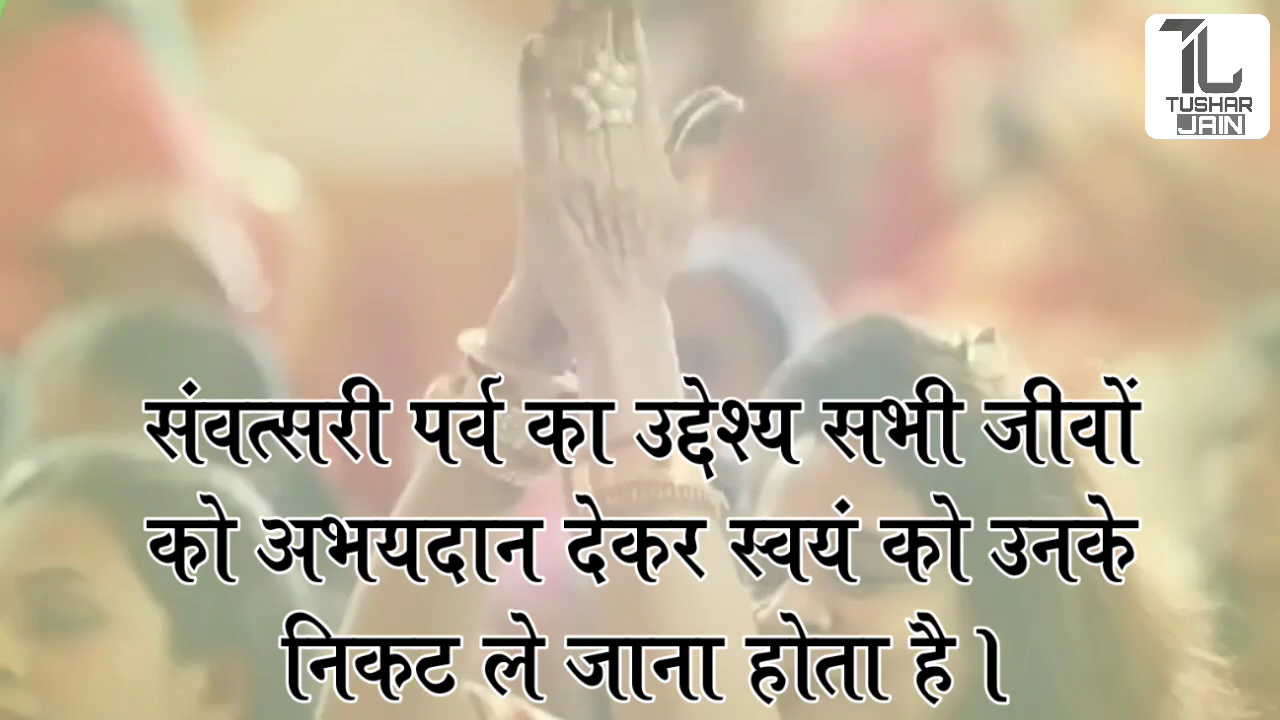 TUSHAR
JAIN
संवत्सरी पर्व का उद्देश्य सभी जीवों
को अभयदान देकर स्वयं को उनके
निकट ले जाना होता है ।